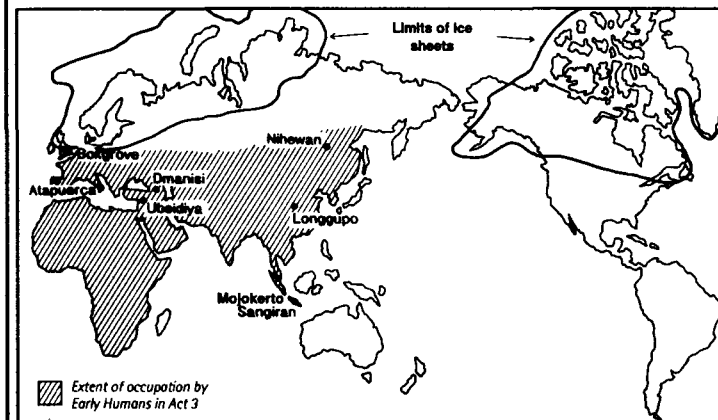 Limits of ice
sheets
Nihewan
Boxgrove
Dmanisi
Atapuerca
Ubeidiya
Longgupo
Mojokerto
Sangiran
Extent of occupation by
Early Humans in Act 3